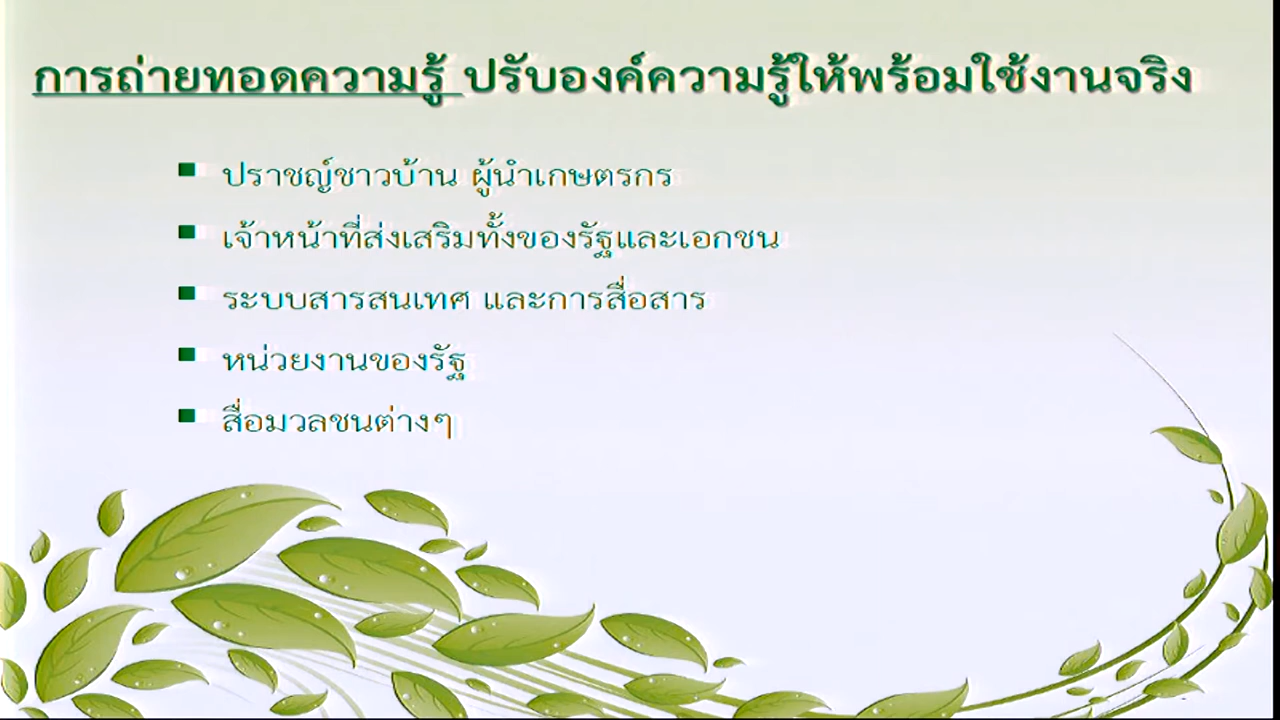 การถ่ายทอดความรู้ ปรับองค์ความรู้ให้พร้อมใช้งานจริง
ปราชญ์ชาวบ้าน ผู้นำเกษตรกร
เจ้าหน้าที่ส่งเสริมทั้งของรัฐและเอกชน
ระบบสารสนเทศ และการสื่อสาร
หน่วยงานของรัฐ
สื่อมวลชนต่างๆ